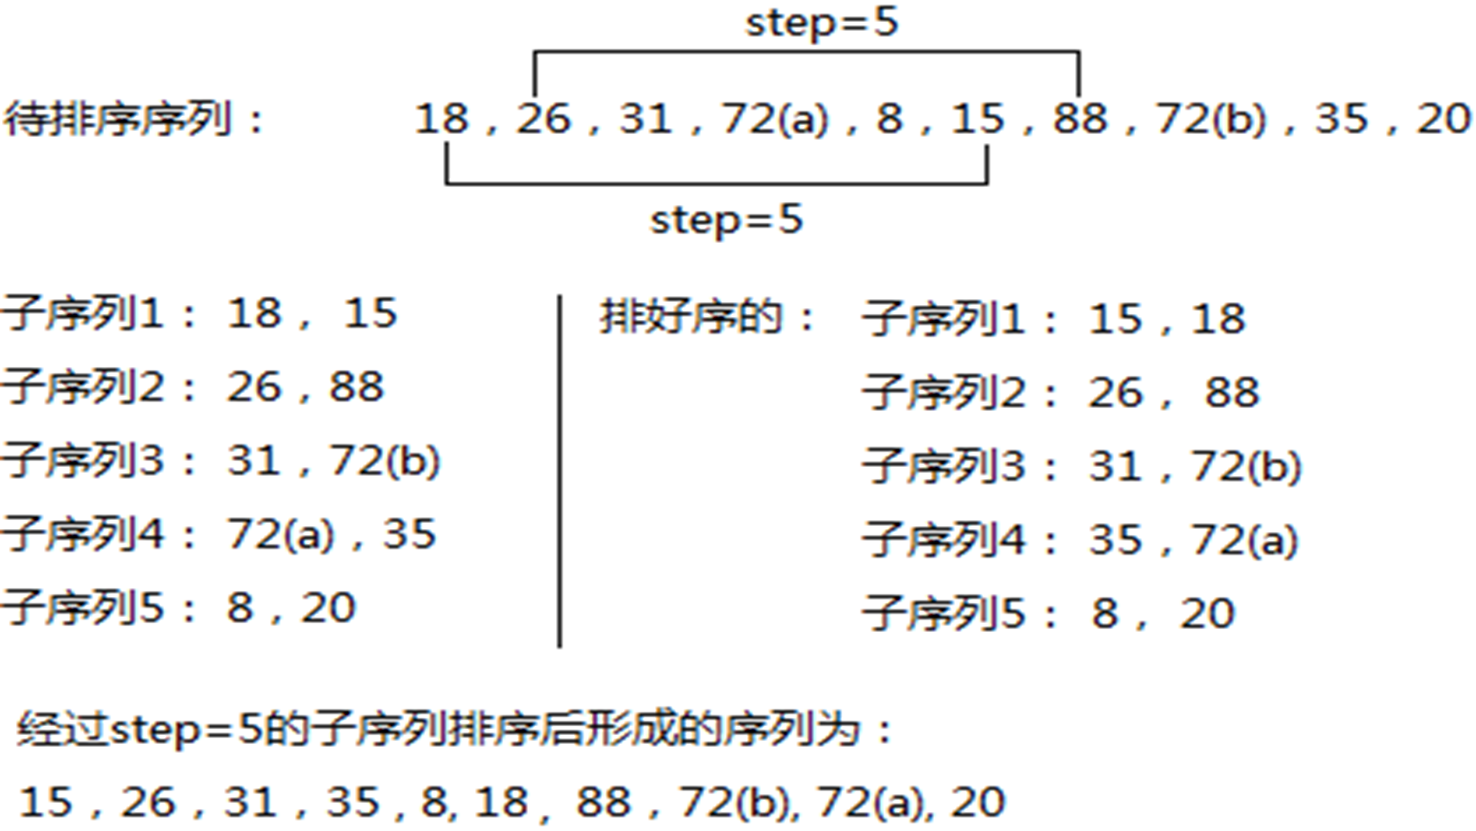 step=5
待排序序列： 18，26，31，72(a)，8，15，88，72(b)，35，20
step=5
子序列1： 18， 15
子序列2： 26，88
子序列3： 31，72(b)
子序列4： 72(a)，35
子序列5： 8，20
排好序的： 子序列1： 15，18
子序列2： 26， 88
子序列3： 31，72(b)
子序列4： 35，72(a)
子序列5： 8， 20
经过step=5的子序列排序后形成的序列为：
15，26，31，35，8, 18， 88，72(b), 72(a), 20